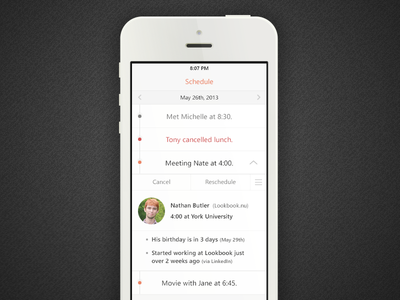 8:07 PM
Schedule
May 26th, 2013
Met Michelle at 8:30.
Tony cancelled lunch.
Meeting Nate at 4:00.
Cancel Reschedule
Nathan Butler (Lookbook.nu)
4:00 at York University
His birthday is in 3 days (May 29th)
Started working at Lookbook just
over 2 weeks ago (via LinkedIn)
Movie with Jane at 6:45.